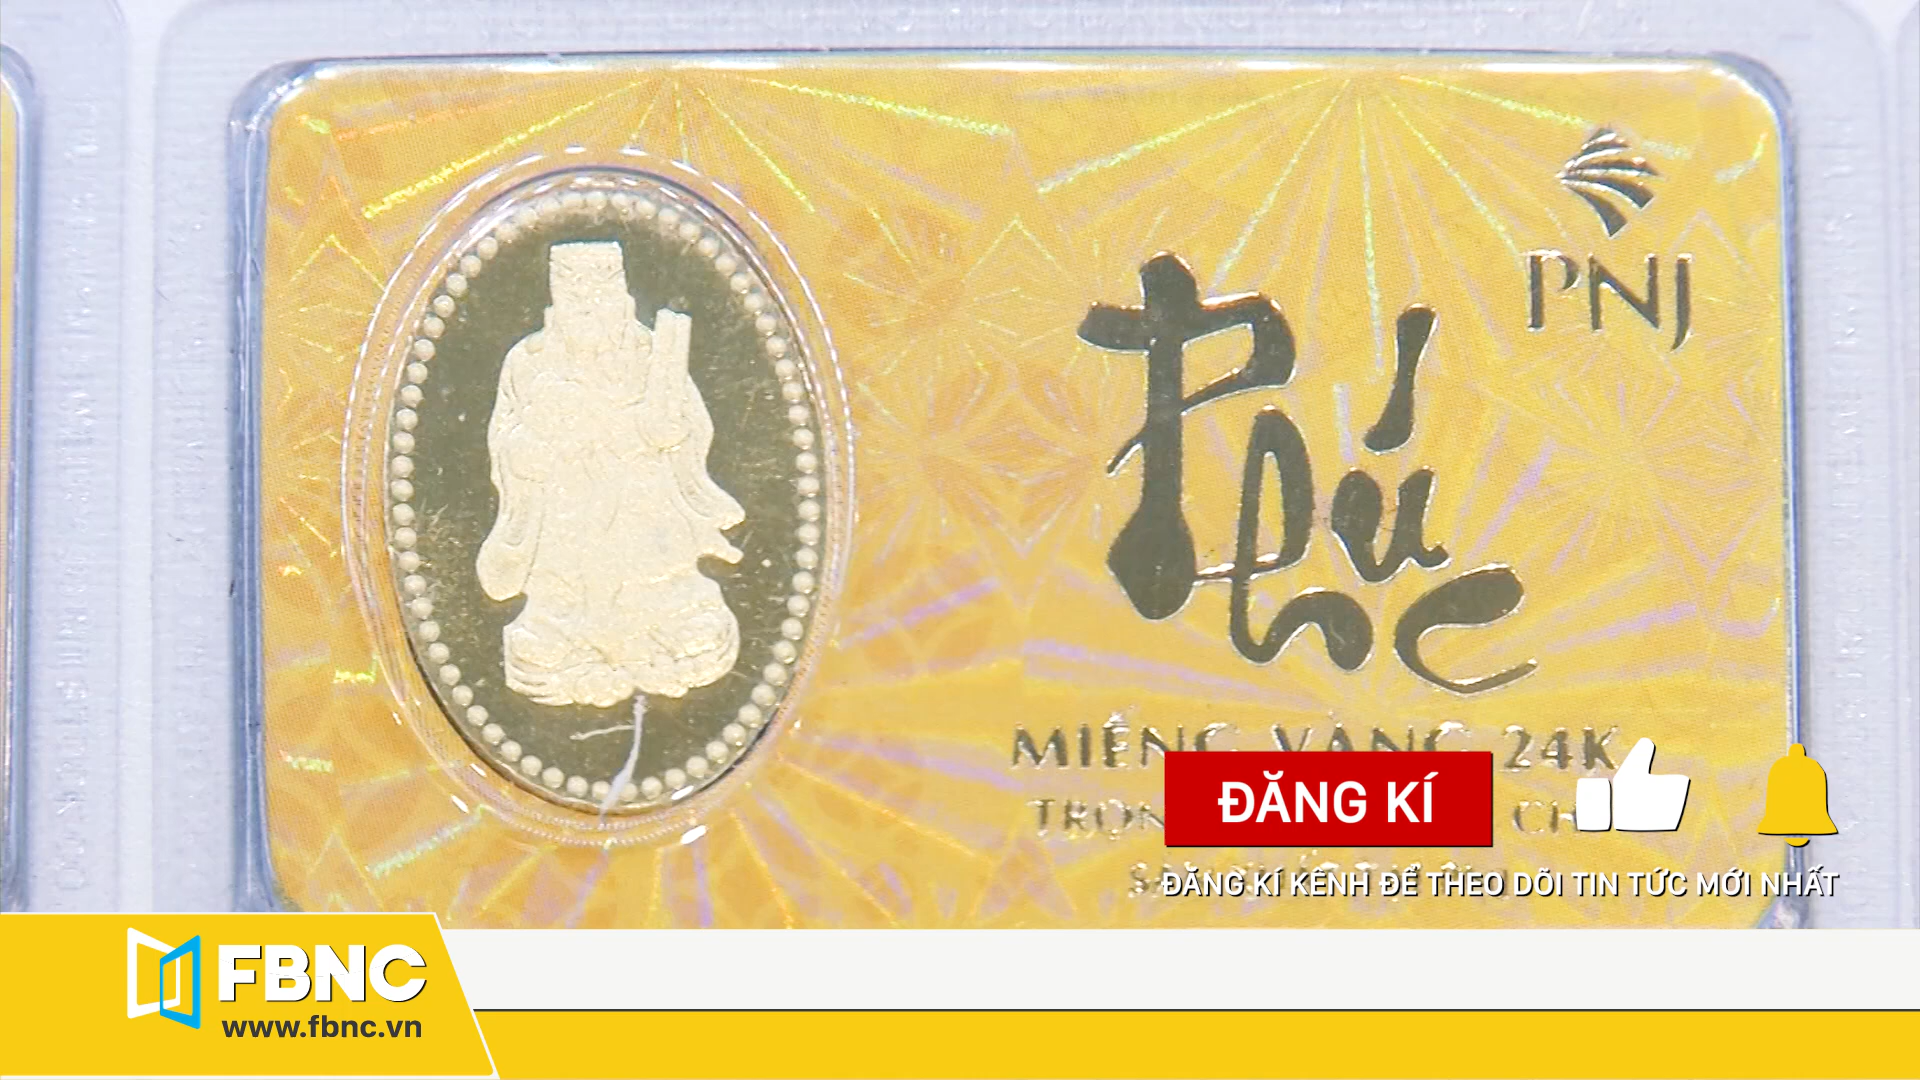 PNJ
Phúc
MIẾNG VÀNG 24K
ĐĂNG KÍ
ĐĂNG KÍ KÊNH ĐỂ THEO DÕI TIN TỨC MỚI NHẤT
FBNC
www.fbnc.vn